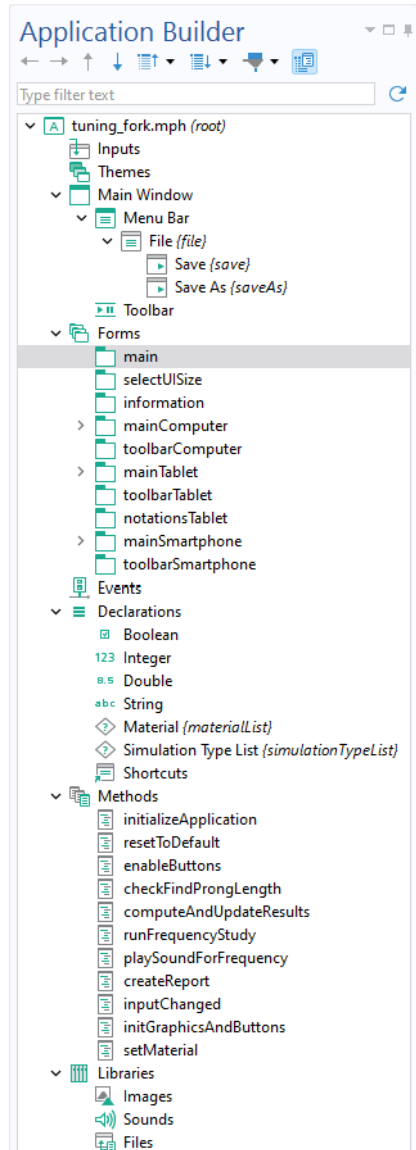 Application Builder
Type filter text
tuning_fork.mph (root)
Inputs
Themes
Main Window
Menu Bar
File {file}
Save {save}
Save As {saveAs}
Toolbar
Forms
main
selectUISize
information
mainComputer
toolbarComputer
mainTablet
toolbarTablet
notationsTablet
mainSmartphone
toolbarSmartphone
Events
Declarations
Boolean
123 Integer
8.5 Double
abc String
Material {materialList}
Simulation Type List {simulationTypeList}
Shortcuts
Methods
initializeApplication
resetToDefault
enableButtons
checkFindProngLength
computeAndUpdateResults
runFrequencyStudy
playSoundForFrequency
createReport
inputChanged
initGraphicsAndButtons
setMaterial
Libraries
Images
Sounds
Files